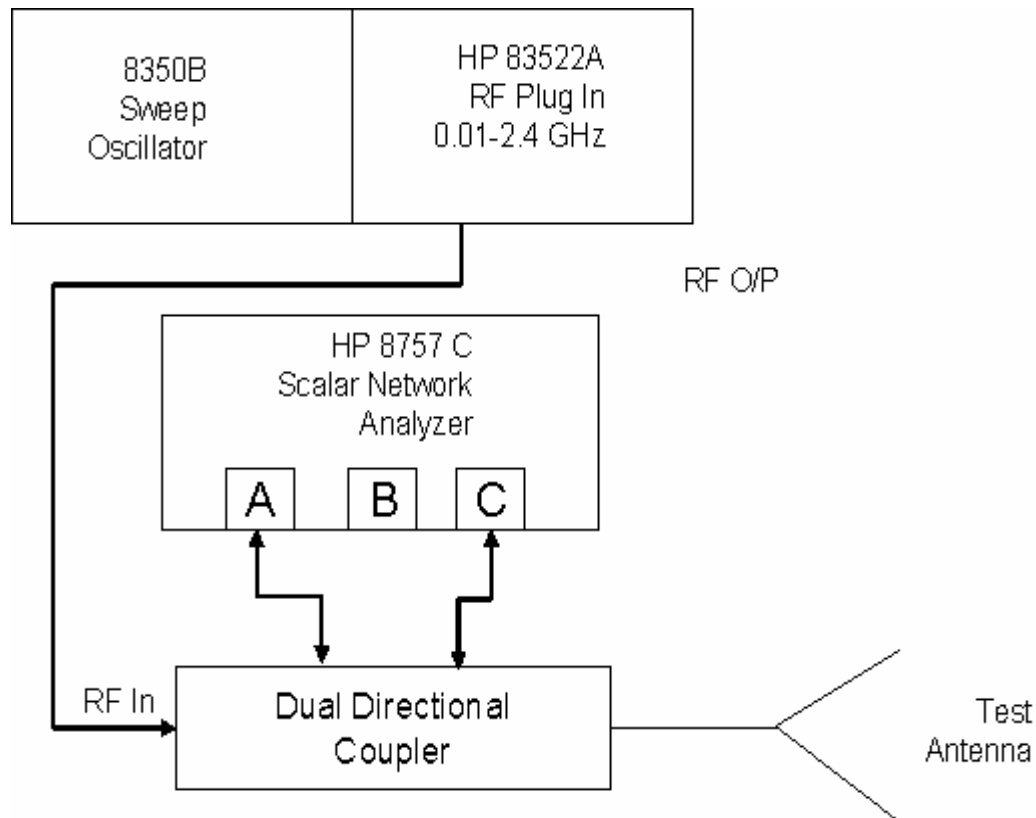 8350B
Sweep
Oscillator
HP 83522A
RF Plug In
0.01-2.4 GHz
RF O/P
HP 8757 C
Scalar Network
Analyzer
A
B
C
RF In
Dual Directional
Coupler
Test
Antenna